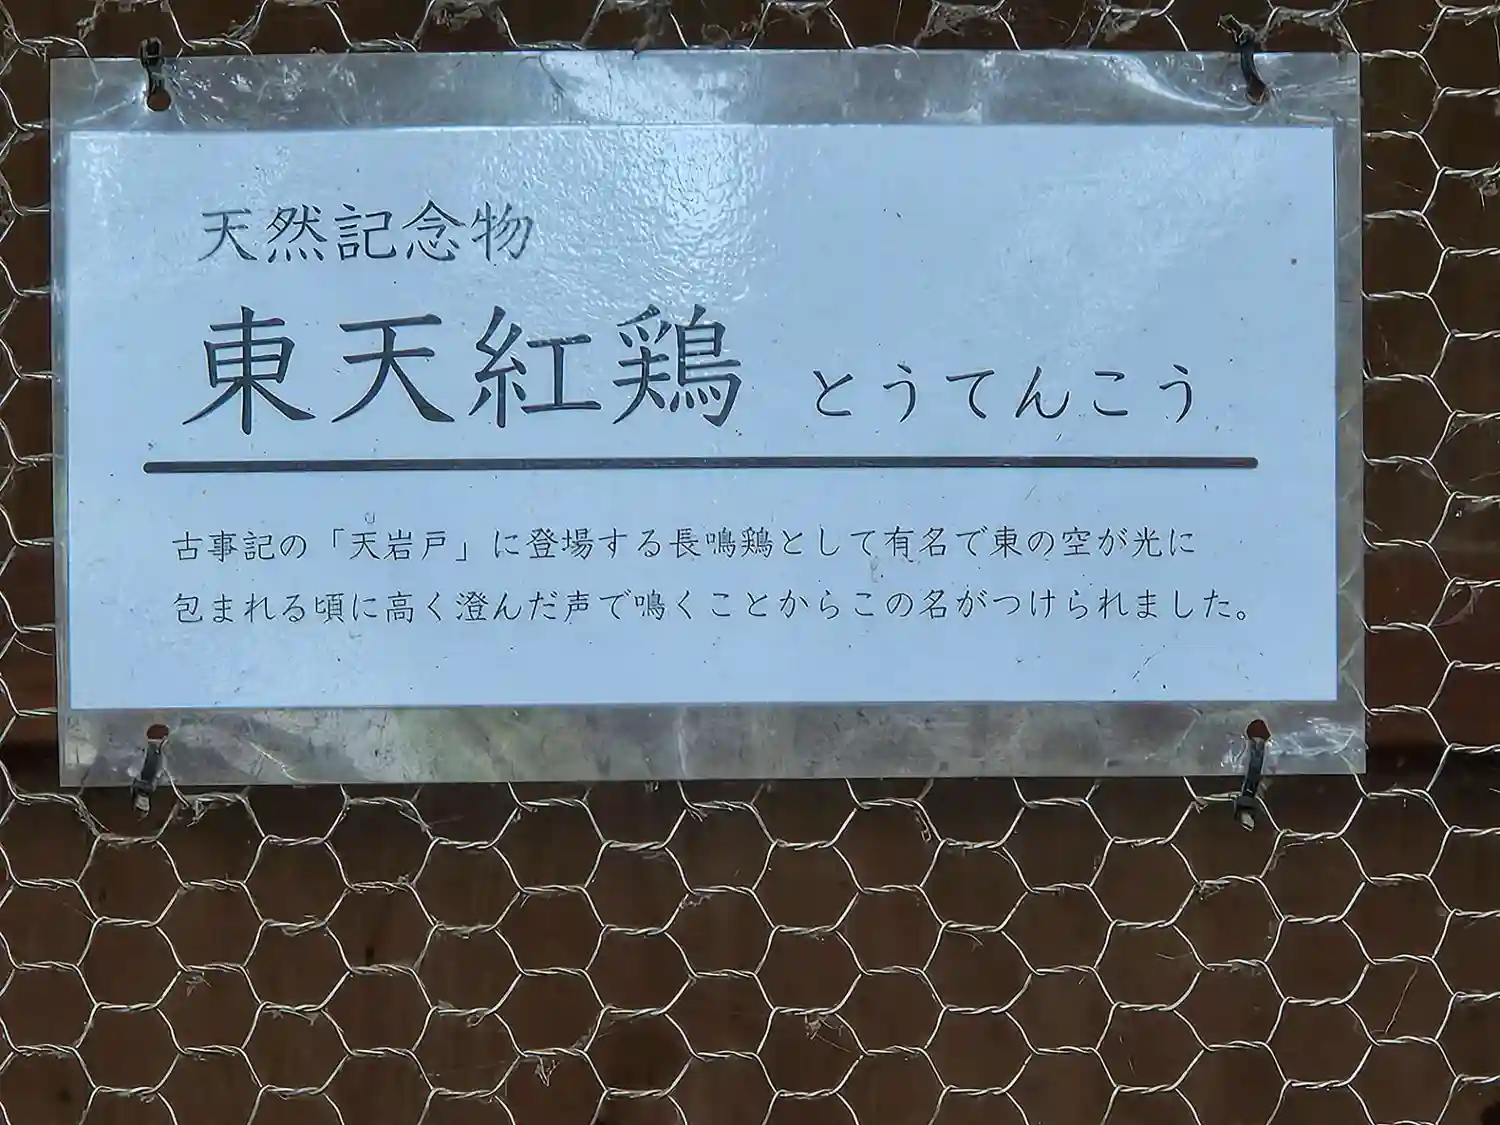 天然記念物
東天紅鶏 とうてんこう
古事記の「天岩戸」に登場する長鳴鶏として有名で東の空が光に
包まれる頃に高く澄んだ声で鳴くことからこの名がつけられました。